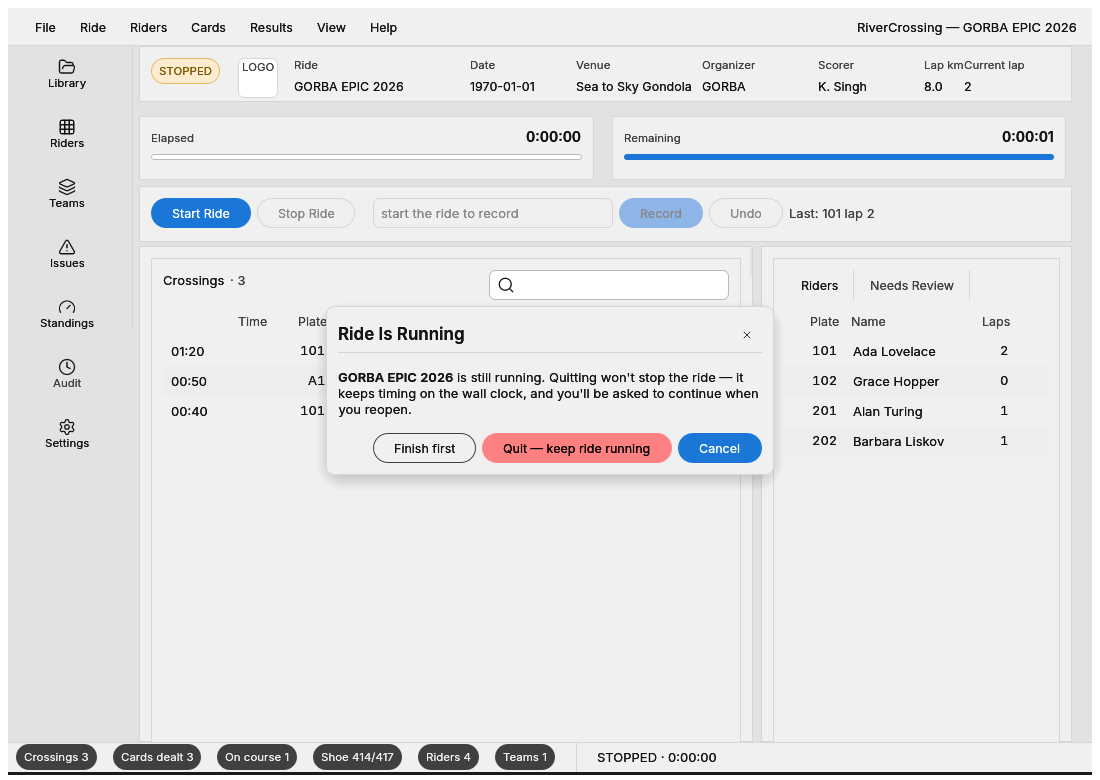 File Ride Riders Cards Results View Help RiverCrossing — GORBA EPIC 2026
Library
Riders
Teams
Issues
Standings
Audit
Settings
STOPPED LOGO
Ride Date Venue Organizer Scorer Lap km Current lap
GORBA EPIC 2026 1970-01-01 Sea to Sky Gondola GORBA K. Singh 8.0 2
Elapsed 0:00:00 Remaining 0:00:01
Start Ride Stop Ride start the ride to record Record Undo Last: 101 lap 2
Crossings · 3
Time Plate
01:20 101
00:50 A1
00:40 101
Riders Needs Review
Plate Name Laps
101 Ada Lovelace 2
102 Grace Hopper 0
201 Alan Turing 1
202 Barbara Liskov 1
Ride Is Running ×
GORBA EPIC 2026 is still running. Quitting won't stop the ride — it
keeps timing on the wall clock, and you'll be asked to continue when
you reopen.
Finish first Quit — keep ride running Cancel
Crossings 3 Cards dealt 3 On course 1 Shoe 414/417 Riders 4 Teams 1 STOPPED · 0:00:00